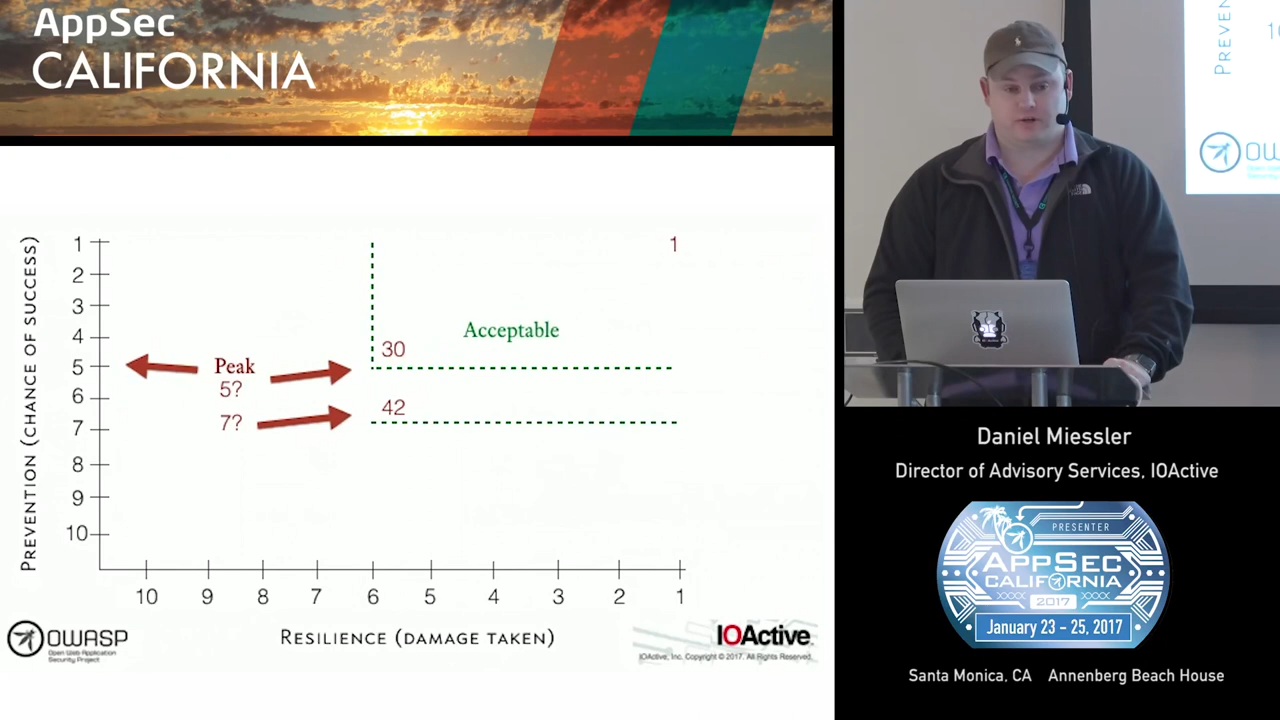 AppSec
CALIFORNIA
PREVENTION (CHANCE OF SUCCESS)
1
2
3
4
5
6
7
8
9
10
1
Acceptable
30
Peak
5?
42
7?
10 9 8 7 6 5 4 3 2 1
RESILIENCE (DAMAGE TAKEN)
OWASP
Open Web Application
Security Project
IOActive
IOActive, Inc. Copyright © 2017. All Rights Reserved.
PREVEN
10
OW
Daniel Miessler
Director of Advisory Services, IOActive
PRESENTER
APPSEC
CALIFORNIA
2017
January 23 – 25, 2017
Santa Monica, CA Annenberg Beach House